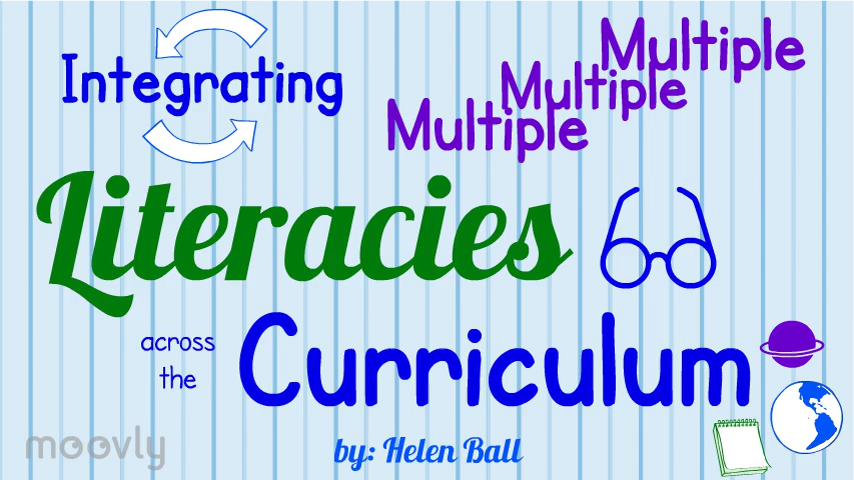 Integrating
Multiple
Multiple
Multiple
Literacies
across
the
Curriculum
by: Helen Ball
moovly